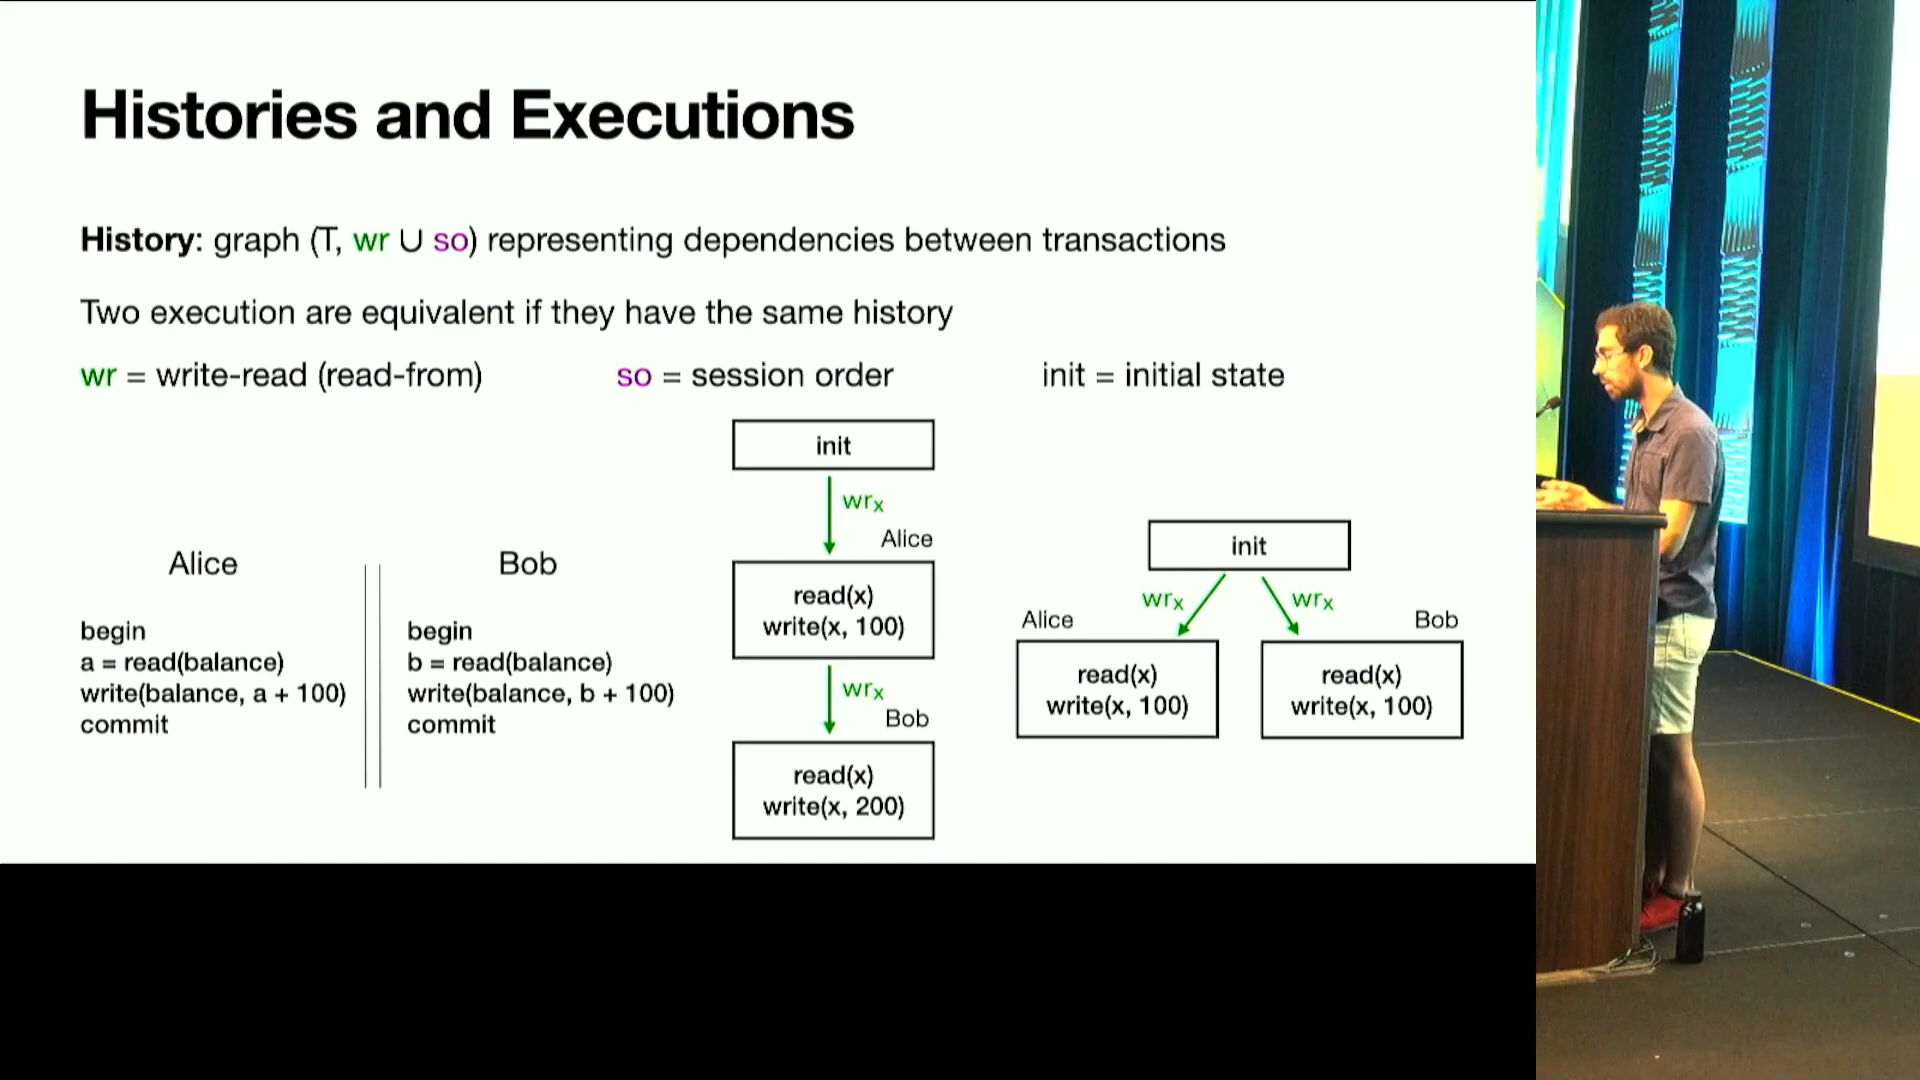 Histories and Executions
History: graph (T, wr ∪ so) representing dependencies between transactions
Two execution are equivalent if they have the same history
wr = write-read (read-from)
so = session order
init = initial state
Alice
begin
a = read(balance)
write(balance, a + 100)
commit
Bob
begin
b = read(balance)
write(balance, b + 100)
commit
init
wrx
Alice
read(x)
write(x, 100)
wrx
Bob
read(x)
write(x, 200)
init
wrx
wrx
Alice
read(x)
write(x, 100)
Bob
read(x)
write(x, 100)